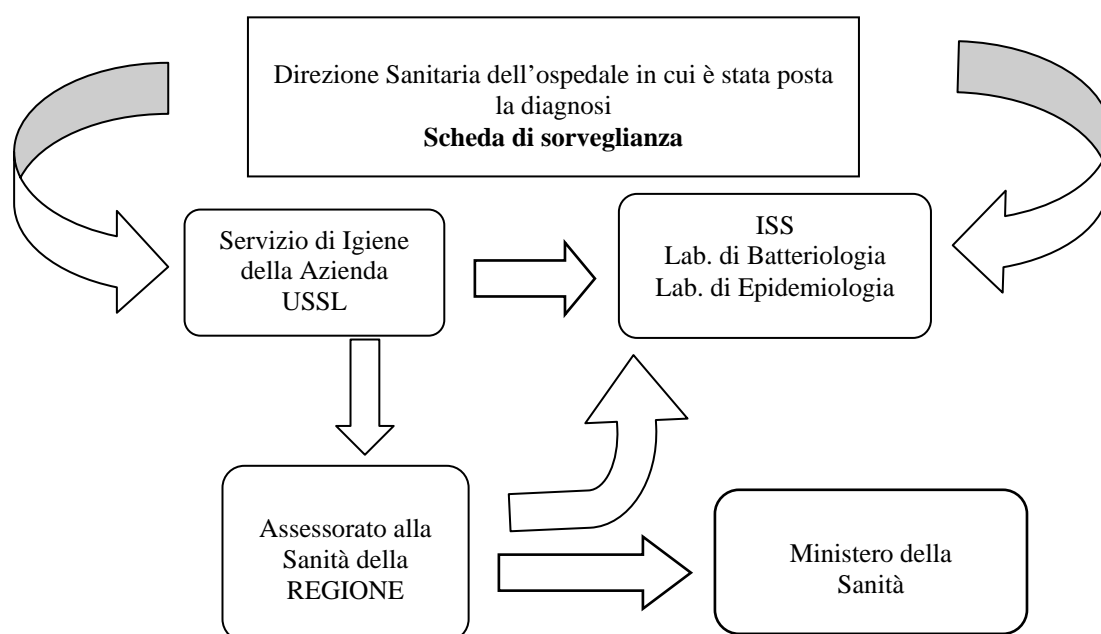 Direzione Sanitaria dell’ospedale in cui è stata posta
la diagnosi
Scheda di sorveglianza
Servizio di Igiene
della Azienda
USSL
ISS
Lab. di Batteriologia
Lab. di Epidemiologia
Assessorato alla
Sanità della
REGIONE
Ministero della
Sanità